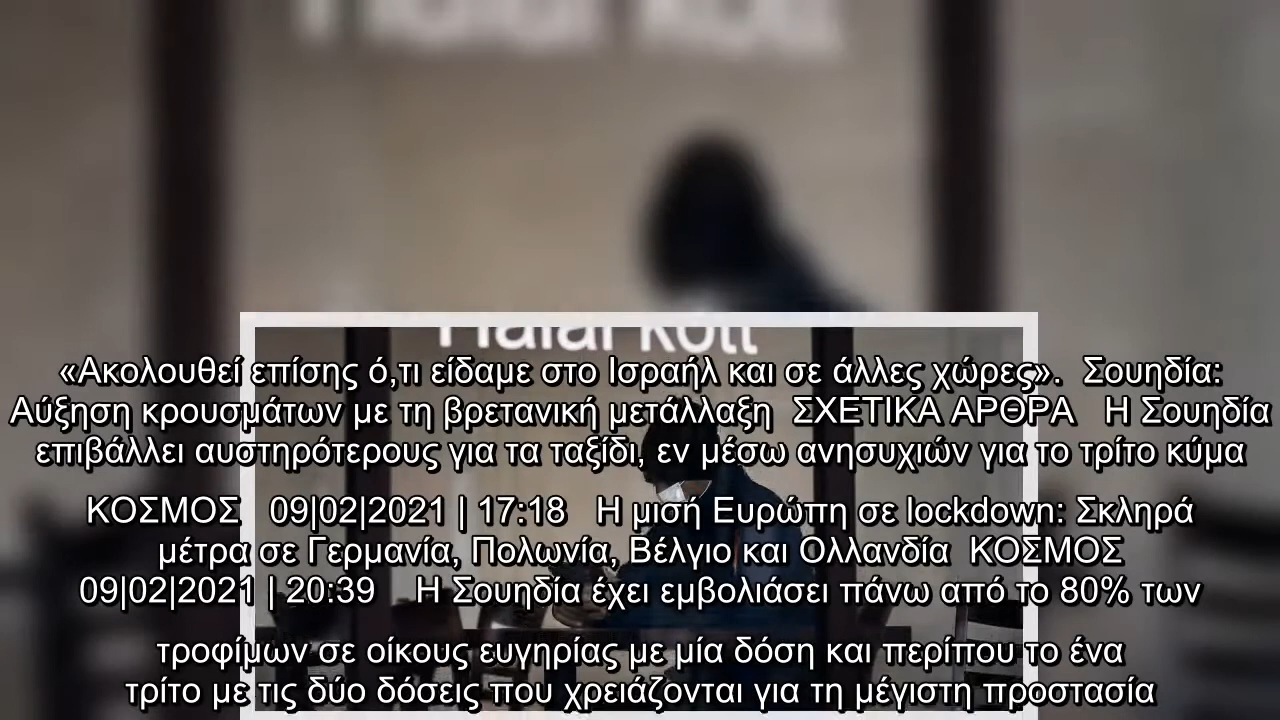 Halal kött
Halal kött
«Ακολουθεί επίσης ό,τι είδαμε στο Ισραήλ και σε άλλες χώρες».  Σουηδία:
Αύξηση κρουσμάτων με τη βρετανική μετάλλαξη  ΣΧΕΤΙΚΑ ΑΡΘΡΑ   Η Σουηδία
επιβάλλει αυστηρότερους για τα ταξίδι, εν μέσω ανησυχιών για το τρίτο κύμα
ΚΟΣΜΟΣ   09|02|2021 | 17:18   Η μισή Ευρώπη σε lockdown: Σκληρά
μέτρα σε Γερμανία, Πολωνία, Βέλγιο και Ολλανδία  ΚΟΣΜΟΣ
09|02|2021 | 20:39    Η Σουηδία έχει εμβολιάσει πάνω από το 80% των
τροφίμων σε οίκους ευγηρίας με μία δόση και περίπου το ένα
τρίτο με τις δύο δόσεις που χρειάζονται για τη μέγιστη προστασία